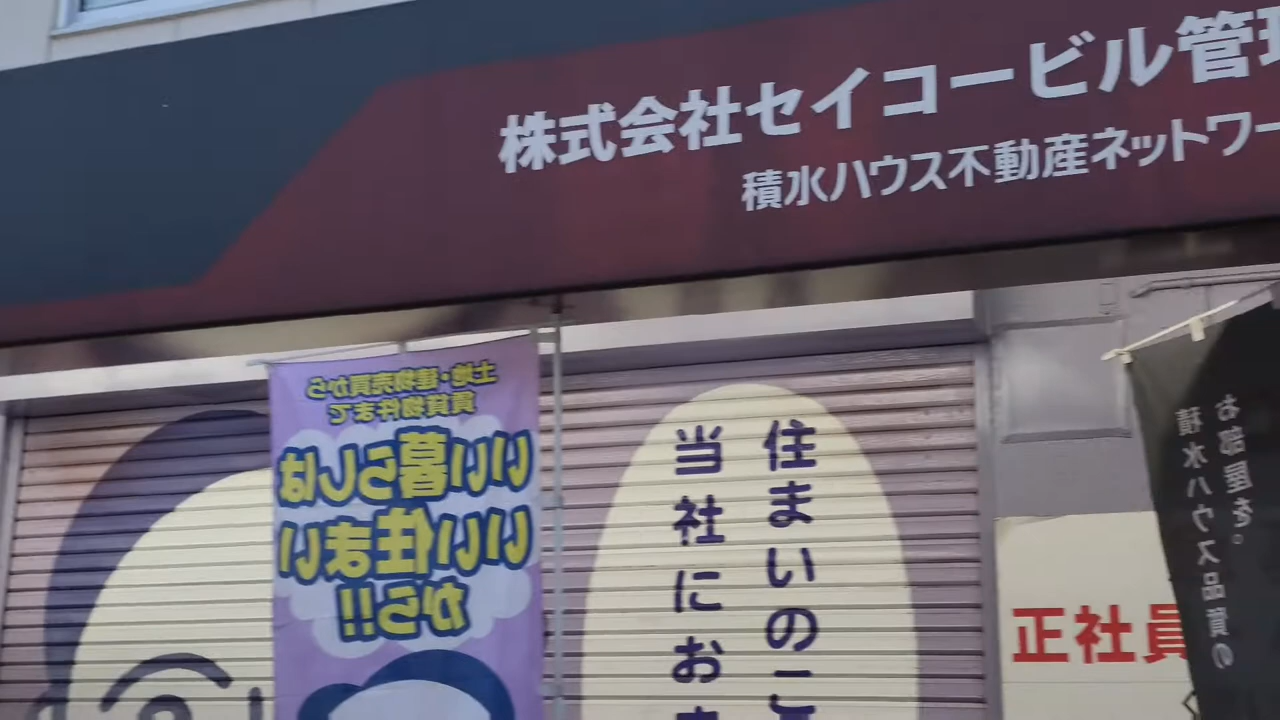 株式会社セイコービル管理
積水ハウス不動産ネットワー
土地・建物売買から
賃貸物件まで
いい暮らしは
いい住まい
から!!
住まいのこ
当社にお
正社員
お部屋を。
積水ハウス品質の